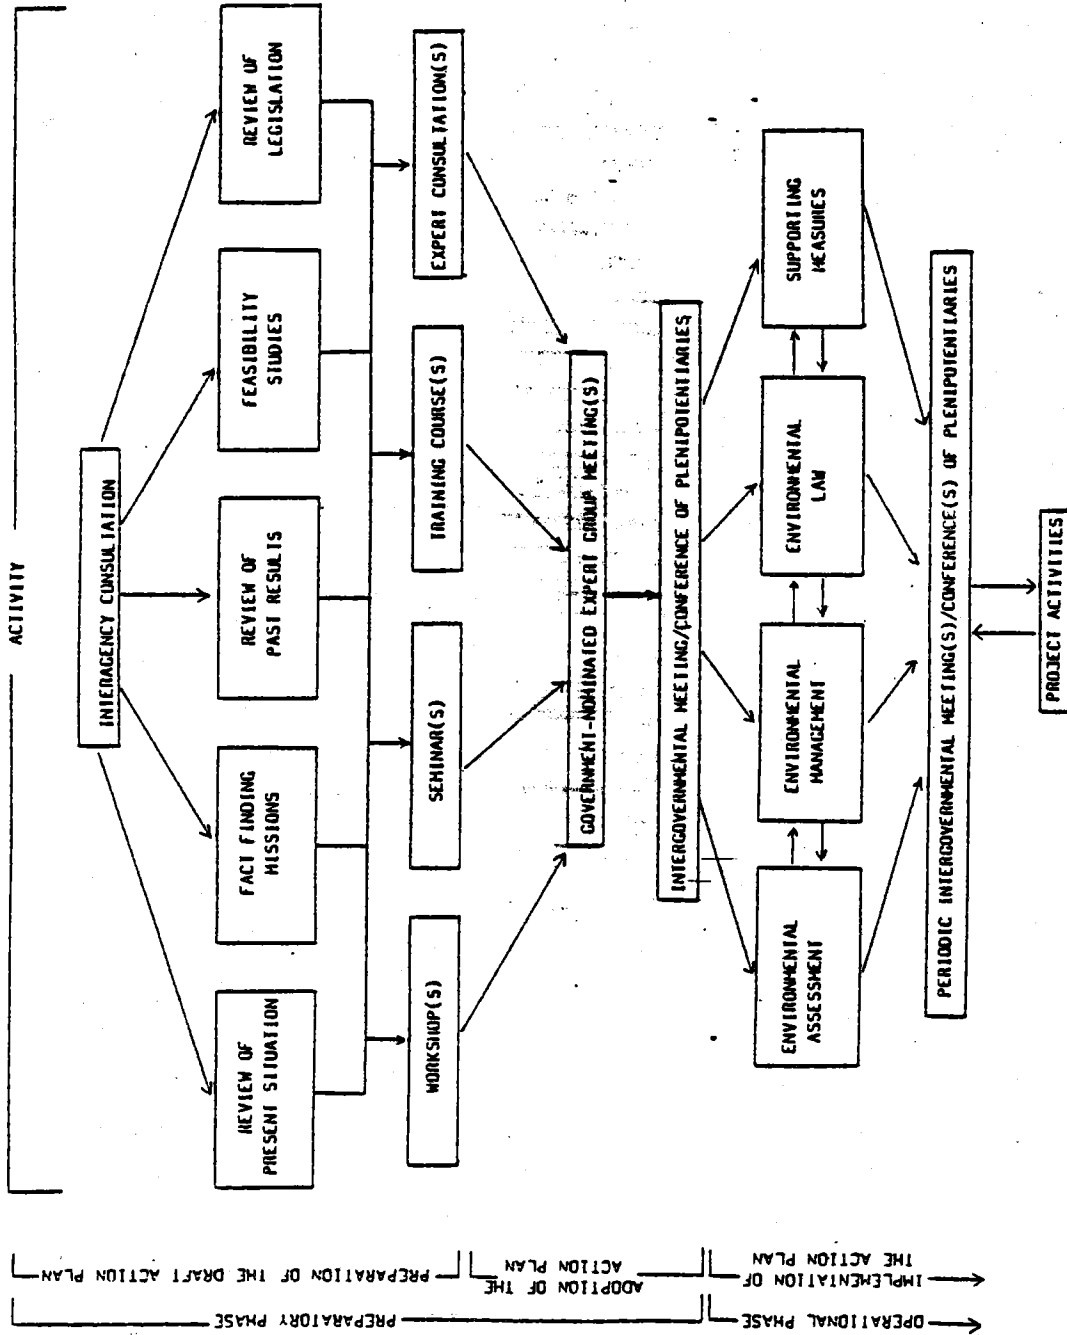 ACTIVITY
INTERAGENCY CONSULTATION
REVIEW OF
PRESENT SITUATION
FACT FINDING
MISSIONS
REVIEW OF
PAST RESULTS
FEASIBLITY
STUDIES
REVIEW OF
LEGISLATION
WORKSHOP(S)
SEMINAR(S)
TRAINING COURSE(S)
EXPERT CONSULTATION(S)
GOVERNMENT-NOMINATED EXPERT GROUP MEETING(S)
INTERGOVERNMENTAL MEETING/CONFERENCE OF PLENIPOTENTIARIES
ENVIRONMENTAL
ASSESSMENT
ENVIRONMENTAL
MANAGEMENT
ENVIRONMENTAL
LAW
SUPPORTING
MEASURES
PERIODIC INTERGOVERNMENTAL MEETING(S)/CONFERENCE(S) OF PLENIPOTENTIARIES
PROJECT ACTIVITIES
PREPARATION OF THE DRAFT ACTION PLAN
ADOPTION OF THE
ACTION PLAN
IMPLEMENTATION OF
THE ACTION PLAN
PREPARATORY PHASE
OPERATIONAL PHASE